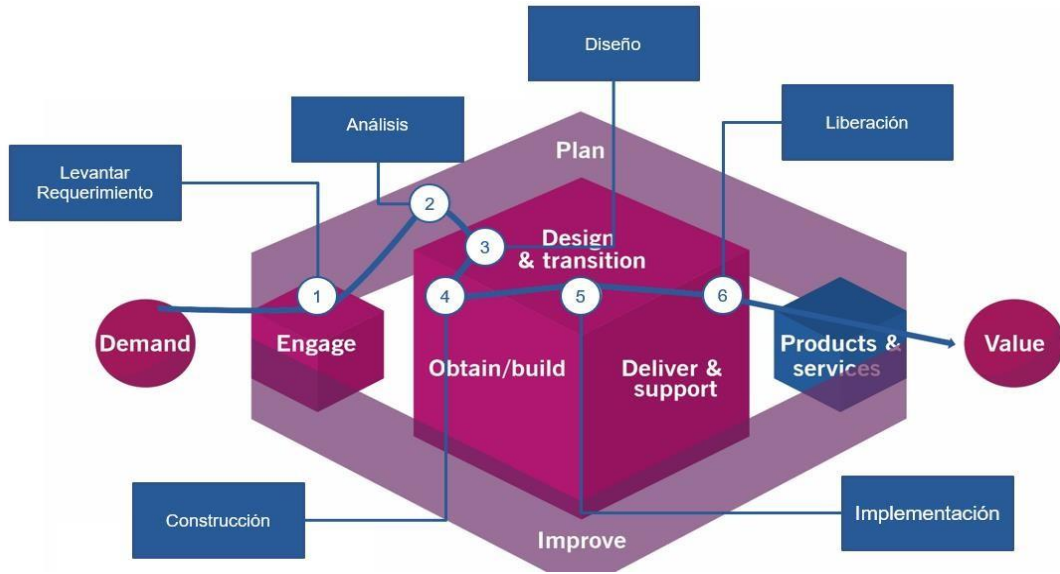 Diseño
Análisis
Liberación
Levantar
Requerimiento
Plan
2
3
Design
& transition
1
4
5
6
Demand
Engage
Obtain/build
Deliver &
support
Products &
services
Value
Construcción
Implementación
Improve